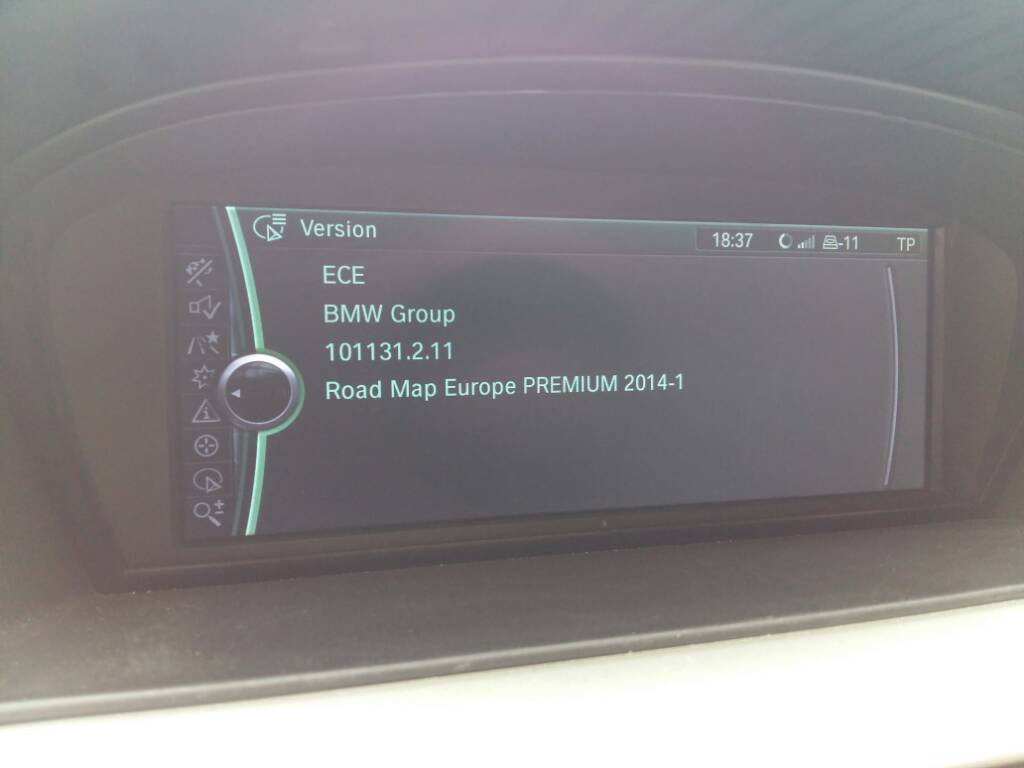 Version
18:37 -11 TP
ECE
BMW Group
101131.2.11
Road Map Europe PREMIUM 2014-1